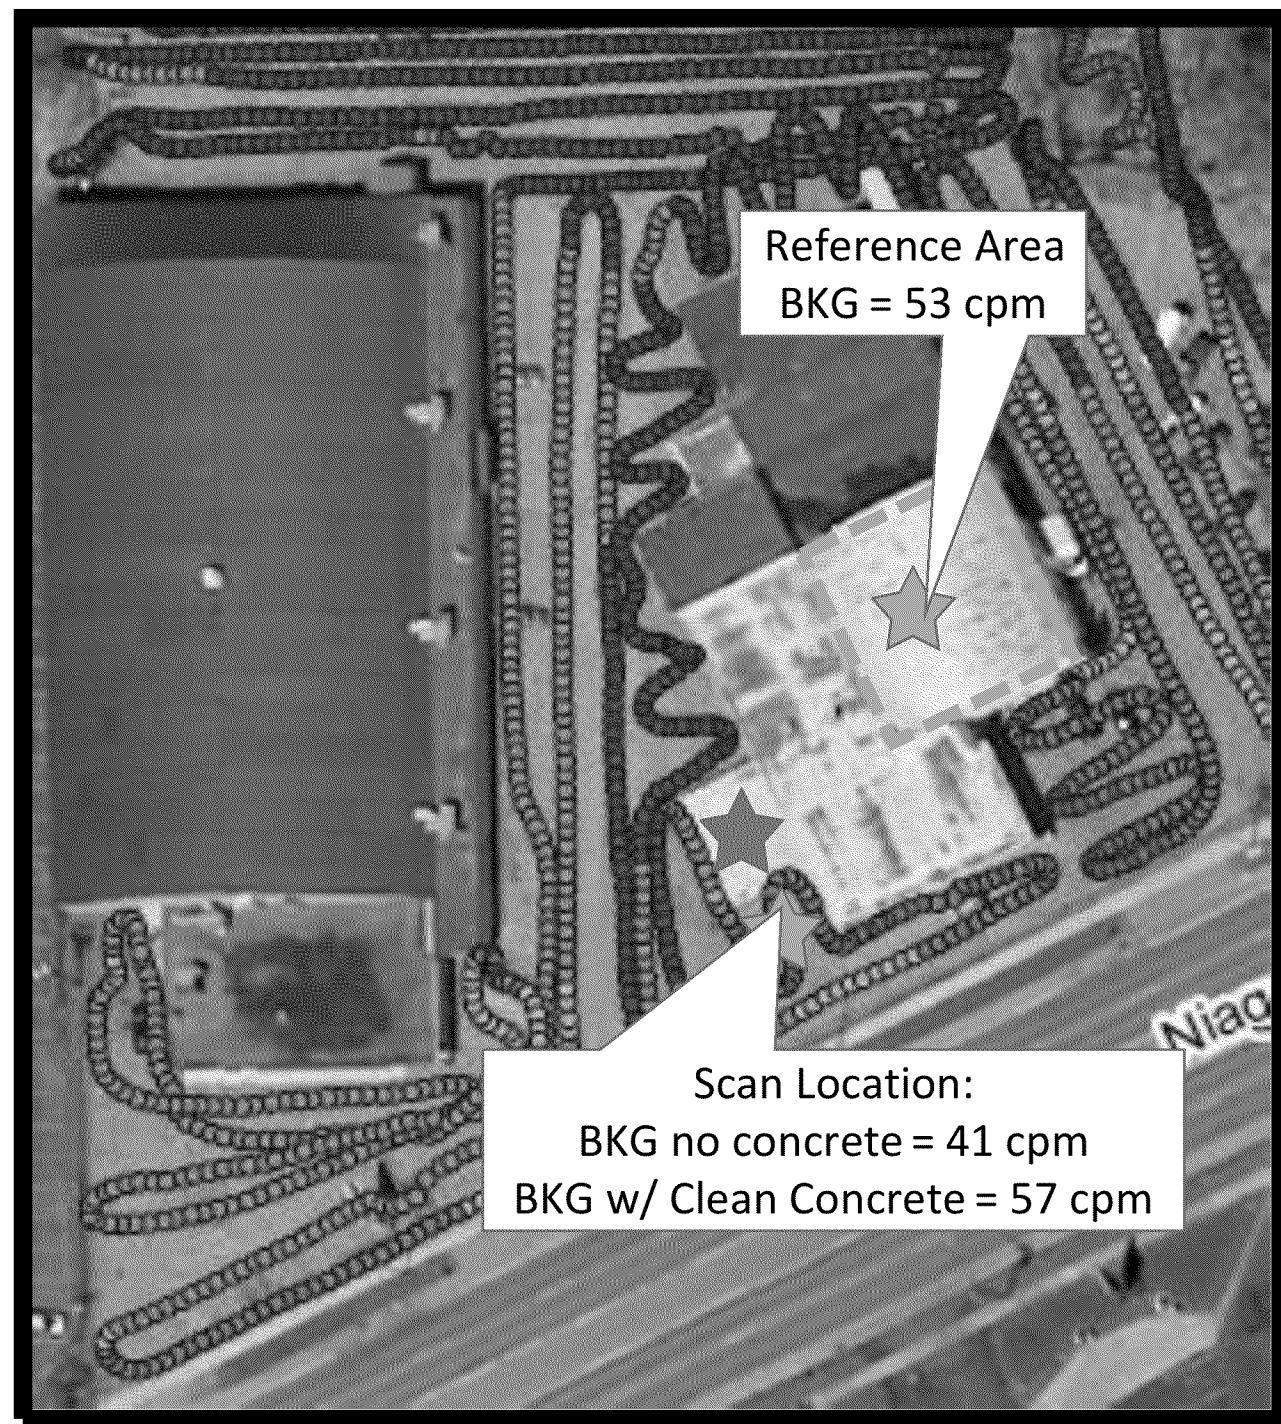 Reference Area
BKG = 53 cpm
Niag
Scan Location:
BKG no concrete = 41 cpm
BKG w/ Clean Concrete = 57 cpm